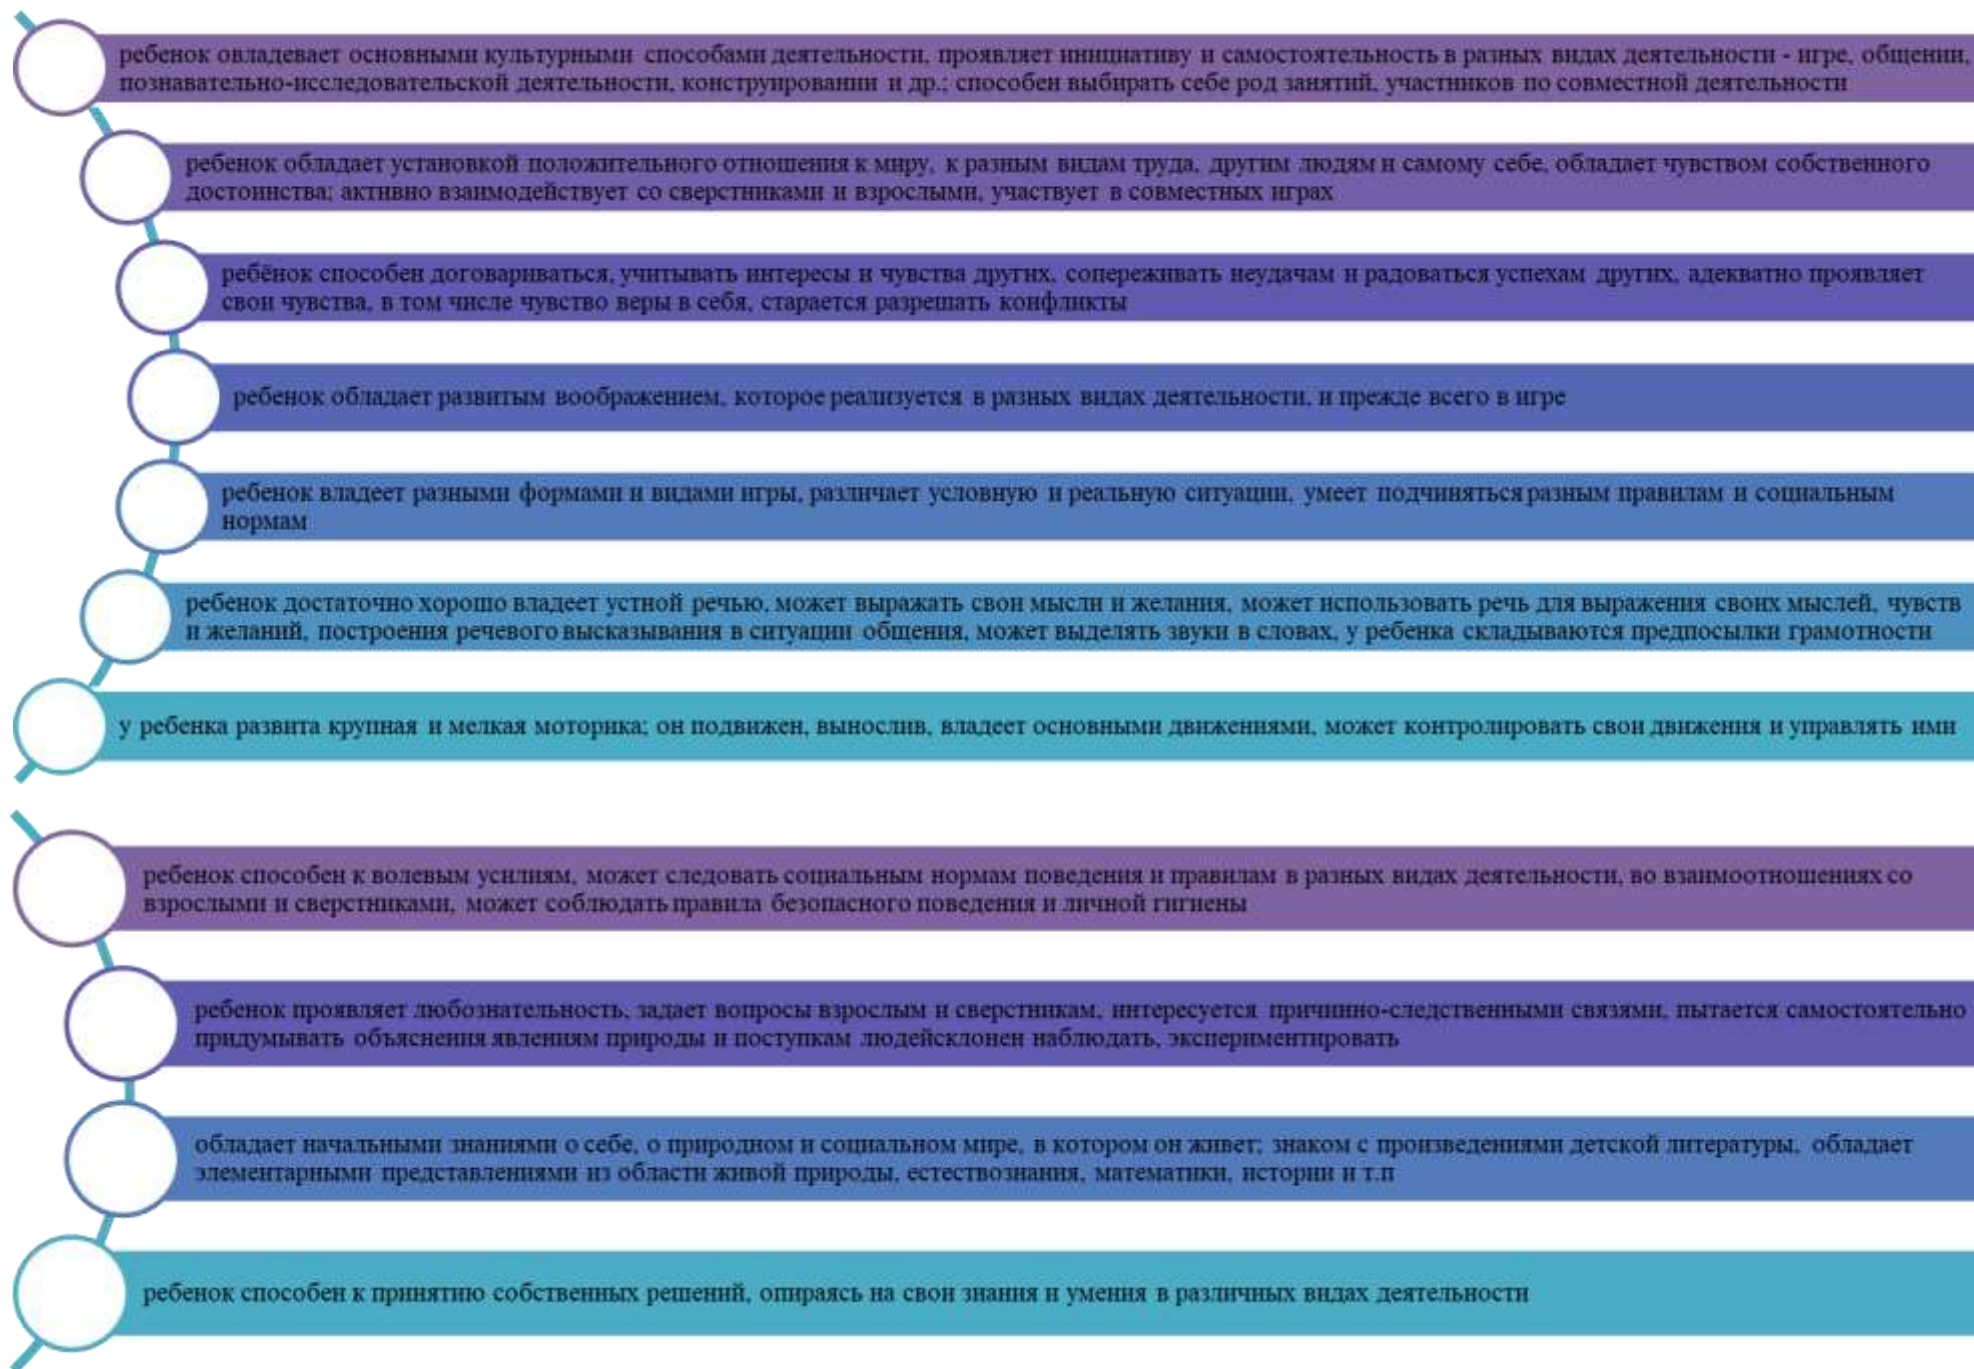 ребенок овладевает основными культурными способами деятельности, проявляет инициативу и самостоятельность в разных видах деятельности - игре, общении,
познавательно-исследовательской деятельности, конструировании и др.; способен выбирать себе род занятий, участников по совместной деятельности
ребенок обладает установкой положительного отношения к миру, к разным видам труда, другим людям и самому себе, обладает чувством собственного
достоинства; активно взаимодействует со сверстниками и взрослыми, участвует в совместных играх
ребёнок способен договариваться, учитывать интересы и чувства других, сопереживать неудачам и радоваться успехам других, адекватно проявляет
свои чувства, в том числе чувство веры в себя, старается разрешать конфликты
ребенок обладает развитым воображением, которое реализуется в разных видах деятельности, и прежде всего в игре
ребенок владеет разными формами и видами игры, различает условную и реальную ситуации, умеет подчиняться разным правилам и социальным
нормам
ребенок достаточно хорошо владеет устной речью, может выражать свои мысли и желания, может использовать речь для выражения своих мыслей, чувств
и желаний, построения речевого высказывания в ситуации общения, может выделять звуки в словах, у ребенка складываются предпосылки грамотности
у ребенка развита крупная и мелкая моторика; он подвижен, вынослив, владеет основными движениями, может контролировать свои движения и управлять ими
ребенок способен к волевым усилиям, может следовать социальным нормам поведения и правилам в разных видах деятельности, во взаимоотношениях со
взрослыми и сверстниками, может соблюдать правила безопасного поведения и личной гигиены
ребенок проявляет любознательность, задает вопросы взрослым и сверстникам, интересуется причинно-следственными связями, пытается самостоятельно
придумывать объяснения явлениям природы и поступкам людейсклонен наблюдать, экспериментировать
обладает начальными знаниями о себе, о природном и социальном мире, в котором он живет; знаком с произведениями детской литературы, обладает
элементарными представлениями из области живой природы, естествознания, математики, истории и т.п
ребенок способен к принятию собственных решений, опираясь на свои знания и умения в различных видах деятельности